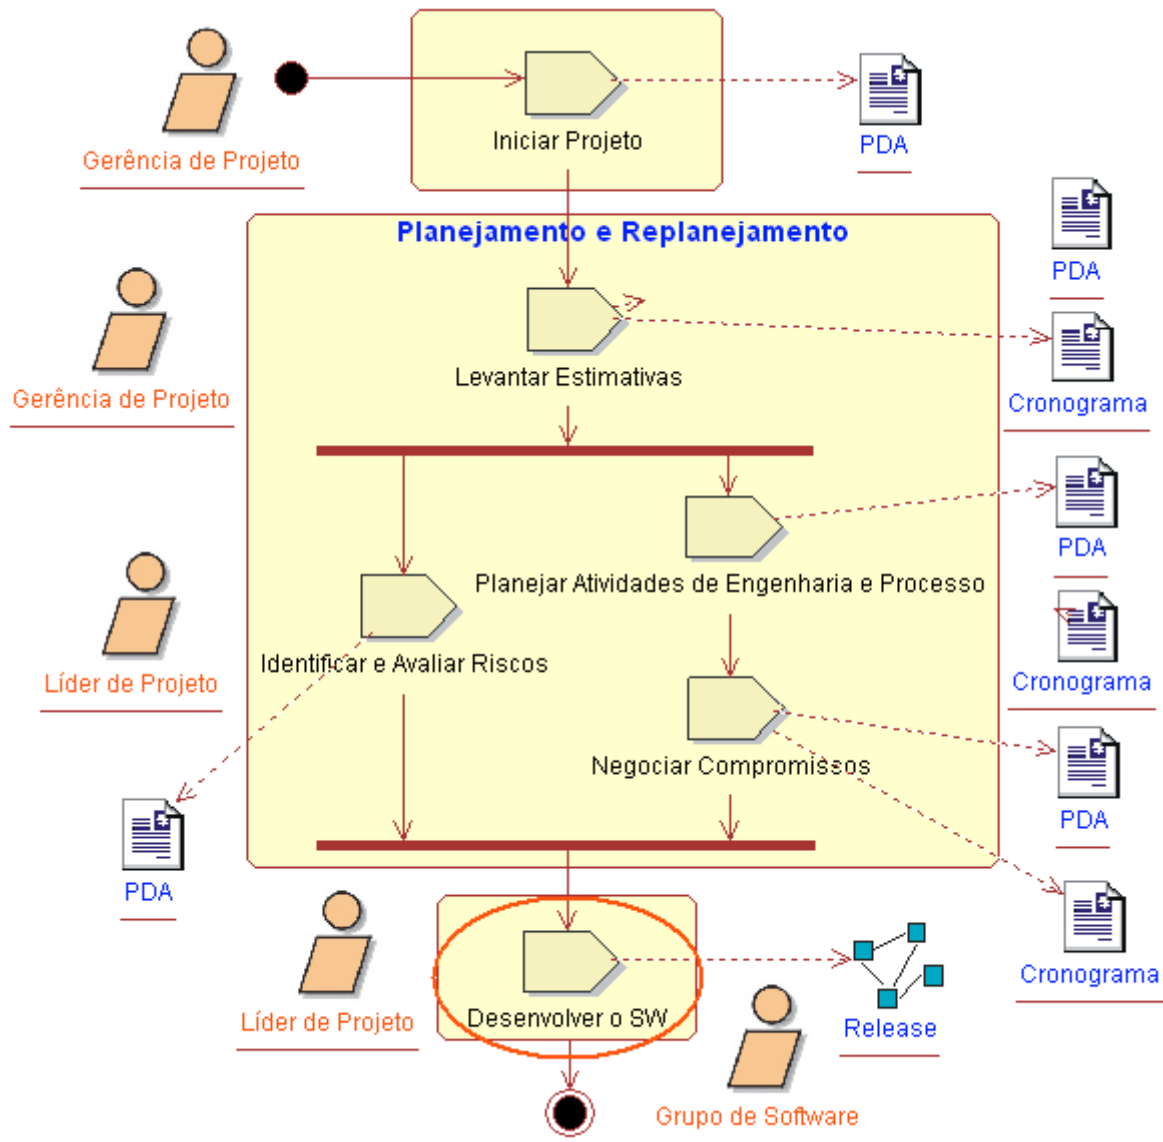 Iniciar Projeto
PDA
Gerência de Projeto
Planejamento e Replanejamento
PDA
Levantar Estimativas
Gerência de Projeto
Cronograma
PDA
Planejar Atividades de Engenharia e Processo
Identificar e Avaliar Riscos
Líder de Projeto
Cronograma
Negociar Compromissos
PDA
PDA
Cronograma
Desenvolver o SW
Líder de Projeto
Release
Grupo de Software